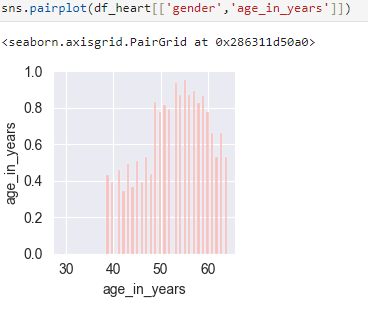 sns.pairplot(df_heart[['gender','age_in_years']])
<seaborn.axisgrid.PairGrid at 0x286311d50a0>
1.0
0.8
0.6
0.4
0.2
0.0
age_in_years
30 40 50 60
age_in_years